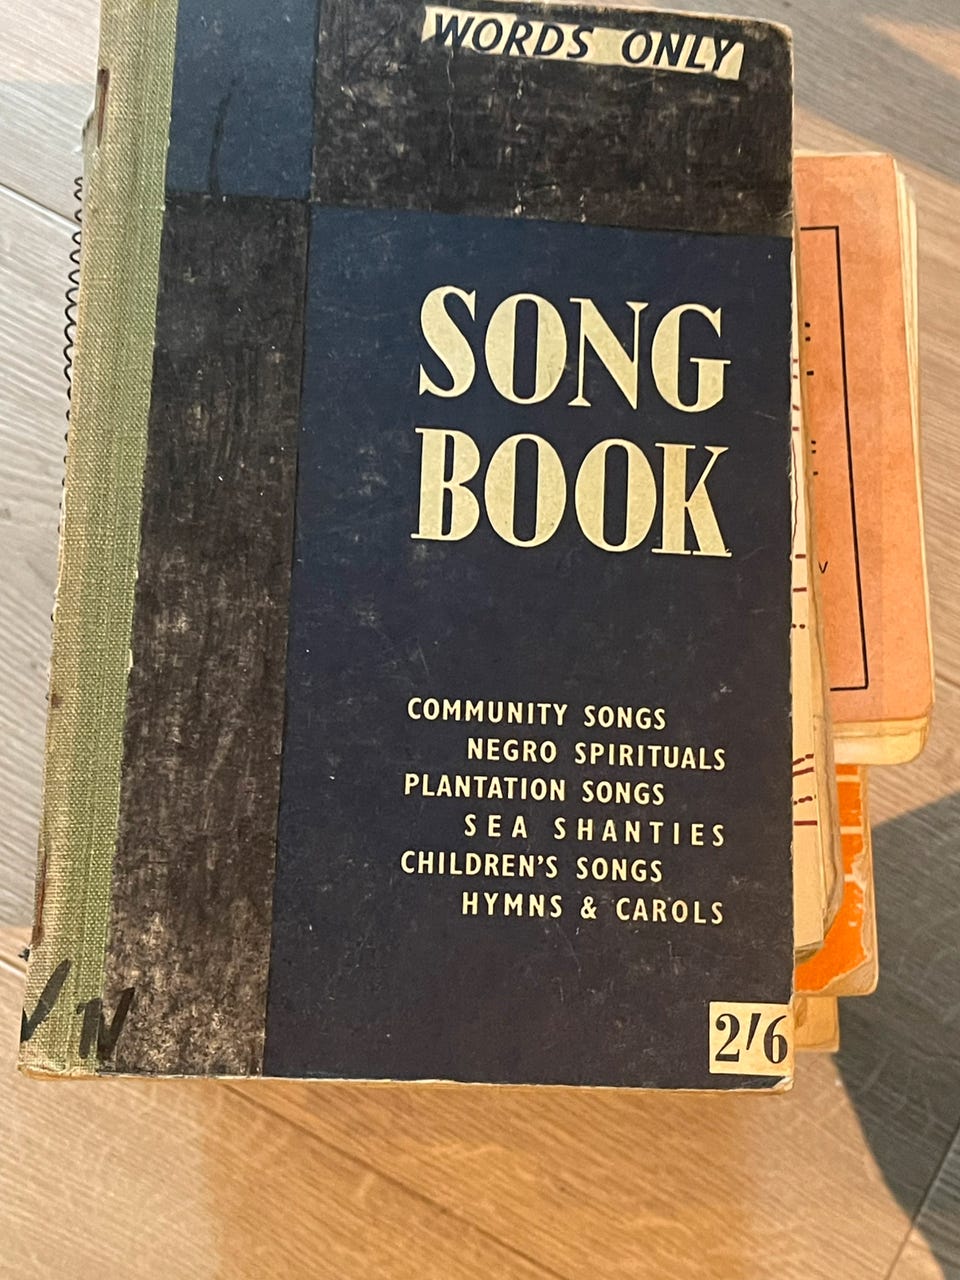 WORDS ONLY
SONG
BOOK
COMMUNITY SONGS
NEGRO SPIRITUALS
PLANTATION SONGS
SEA SHANTIES
CHILDREN'S SONGS
HYMNS & CAROLS
2/6